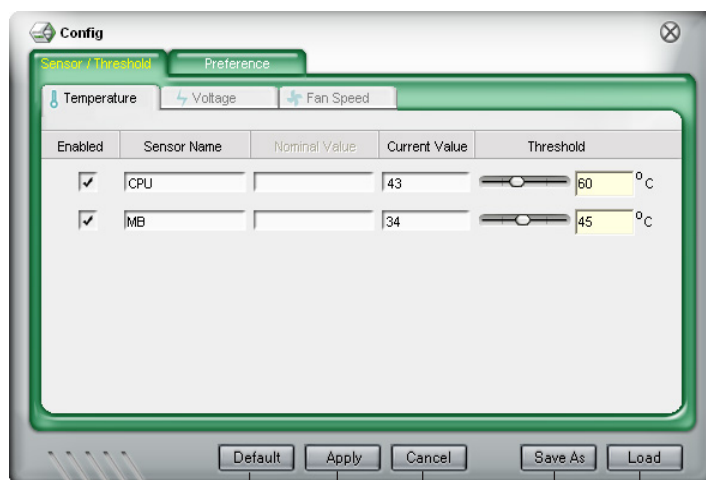 Config
Sensor / Threshold Preference
Temperature Voltage Fan Speed
Enabled Sensor Name Nominal Value Current Value Threshold
CPU 43 60 °C
MB 34 45 °C
Default Apply Cancel Save As Load